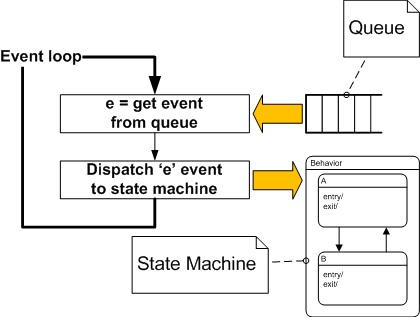 Queue
Event loop
e = get event
from queue
Dispatch ‘e’ event
to state machine
Behavior
A
entry/
exit/
State Machine
B
entry/
exit/